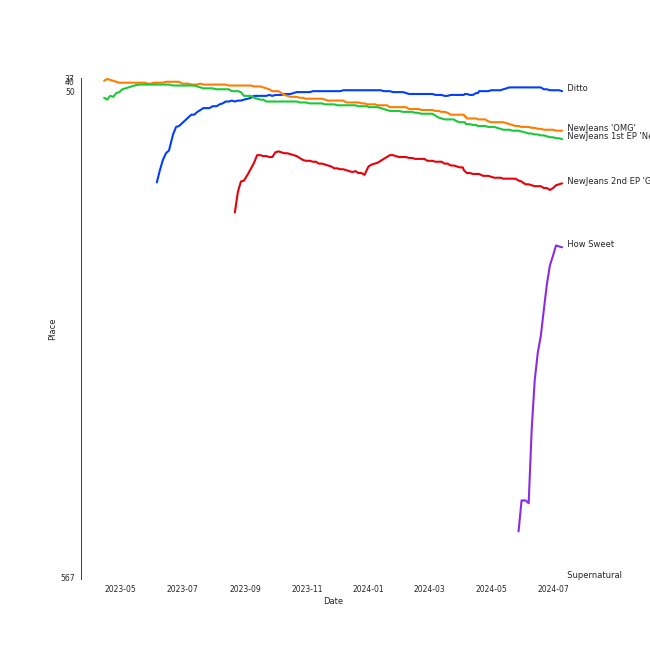 37
40
50
Ditto
NewJeans 'OMG'
NewJeans 1st EP 'Ne
NewJeans 2nd EP 'G
How Sweet
Place
567
Supernatural
2023-05 2023-07 2023-09 2023-11 2024-01 2024-03 2024-05 2024-07
Date